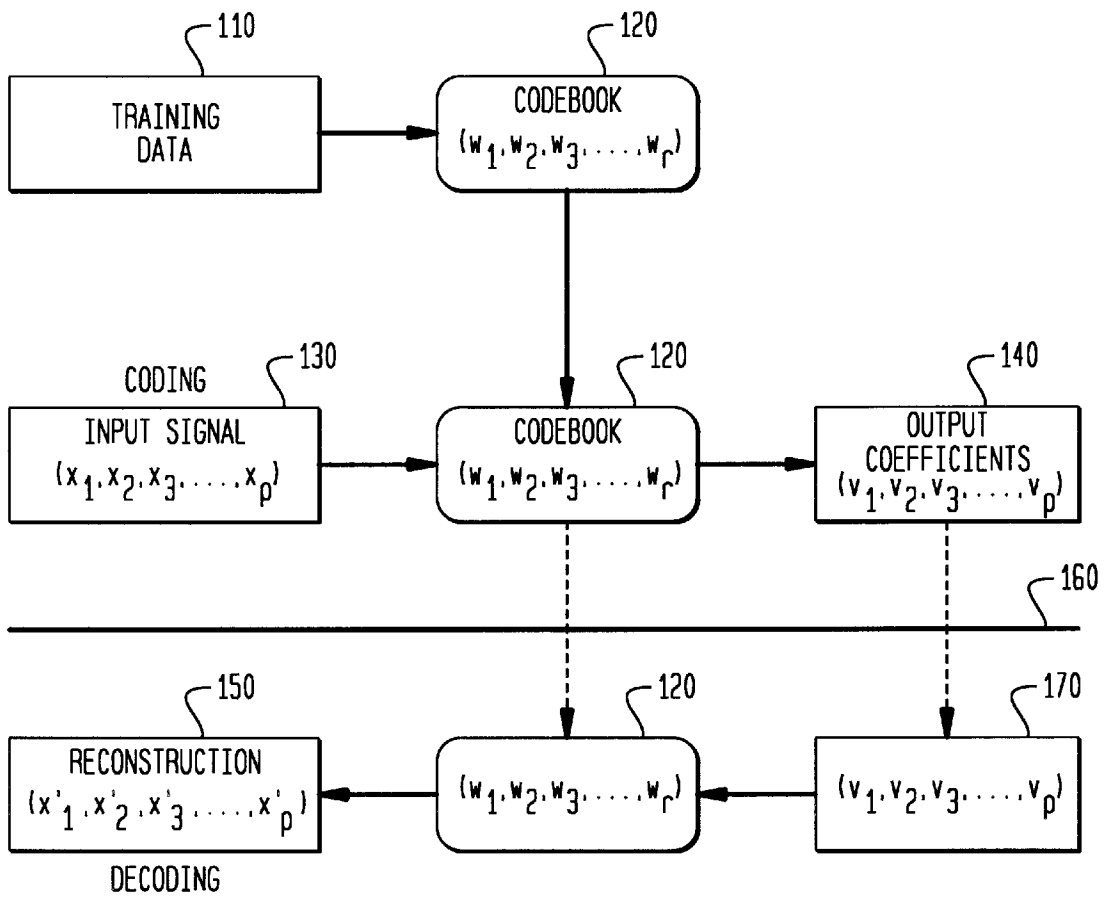 110
120
TRAINING
DATA
CODEBOOK
(w1,w2,w3,....,wr)
CODING
130
120
140
INPUT SIGNAL
(x1,x2,x3,....,xp)
CODEBOOK
(w1,w2,w3,....,wr)
OUTPUT
COEFFICIENTS
(v1,v2,v3,....,vp)
160
150
120
170
RECONSTRUCTION
(x'1,x'2,x'3,....,x'p)
(w1,w2,w3,....,wr)
(v1,v2,v3,....,vp)
DECODING